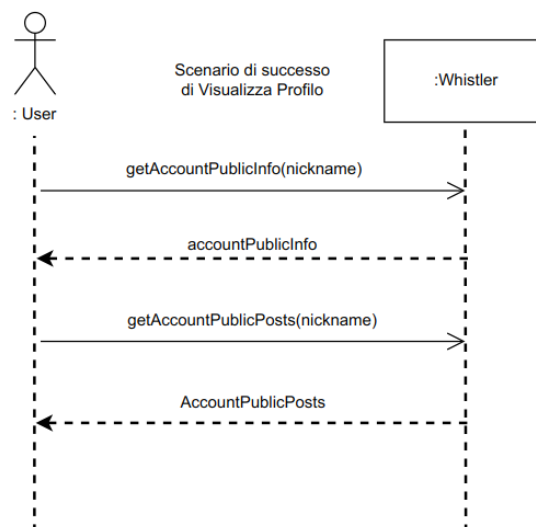 Scenario di successo
di Visualizza Profilo
: User
:Whistler
getAccountPublicInfo(nickname)
accountPublicInfo
getAccountPublicPosts(nickname)
AccountPublicPosts